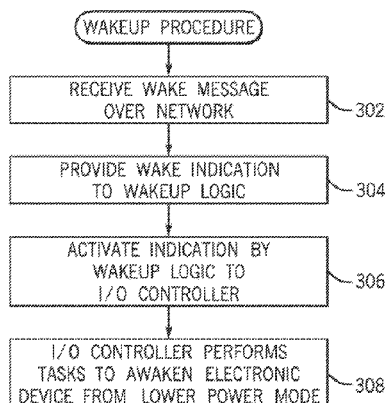 WAKEUP PROCEDURE
RECEIVE WAKE MESSAGE
OVER NETWORK
302
PROVIDE WAKE INDICATION
TO WAKEUP LOGIC
304
ACTIVATE INDICATION BY
WAKEUP LOGIC TO
I/O CONTROLLER
306
I/O CONTROLLER PERFORMS
TASKS TO AWAKEN ELECTRONIC
DEVICE FROM LOWER POWER MODE
308